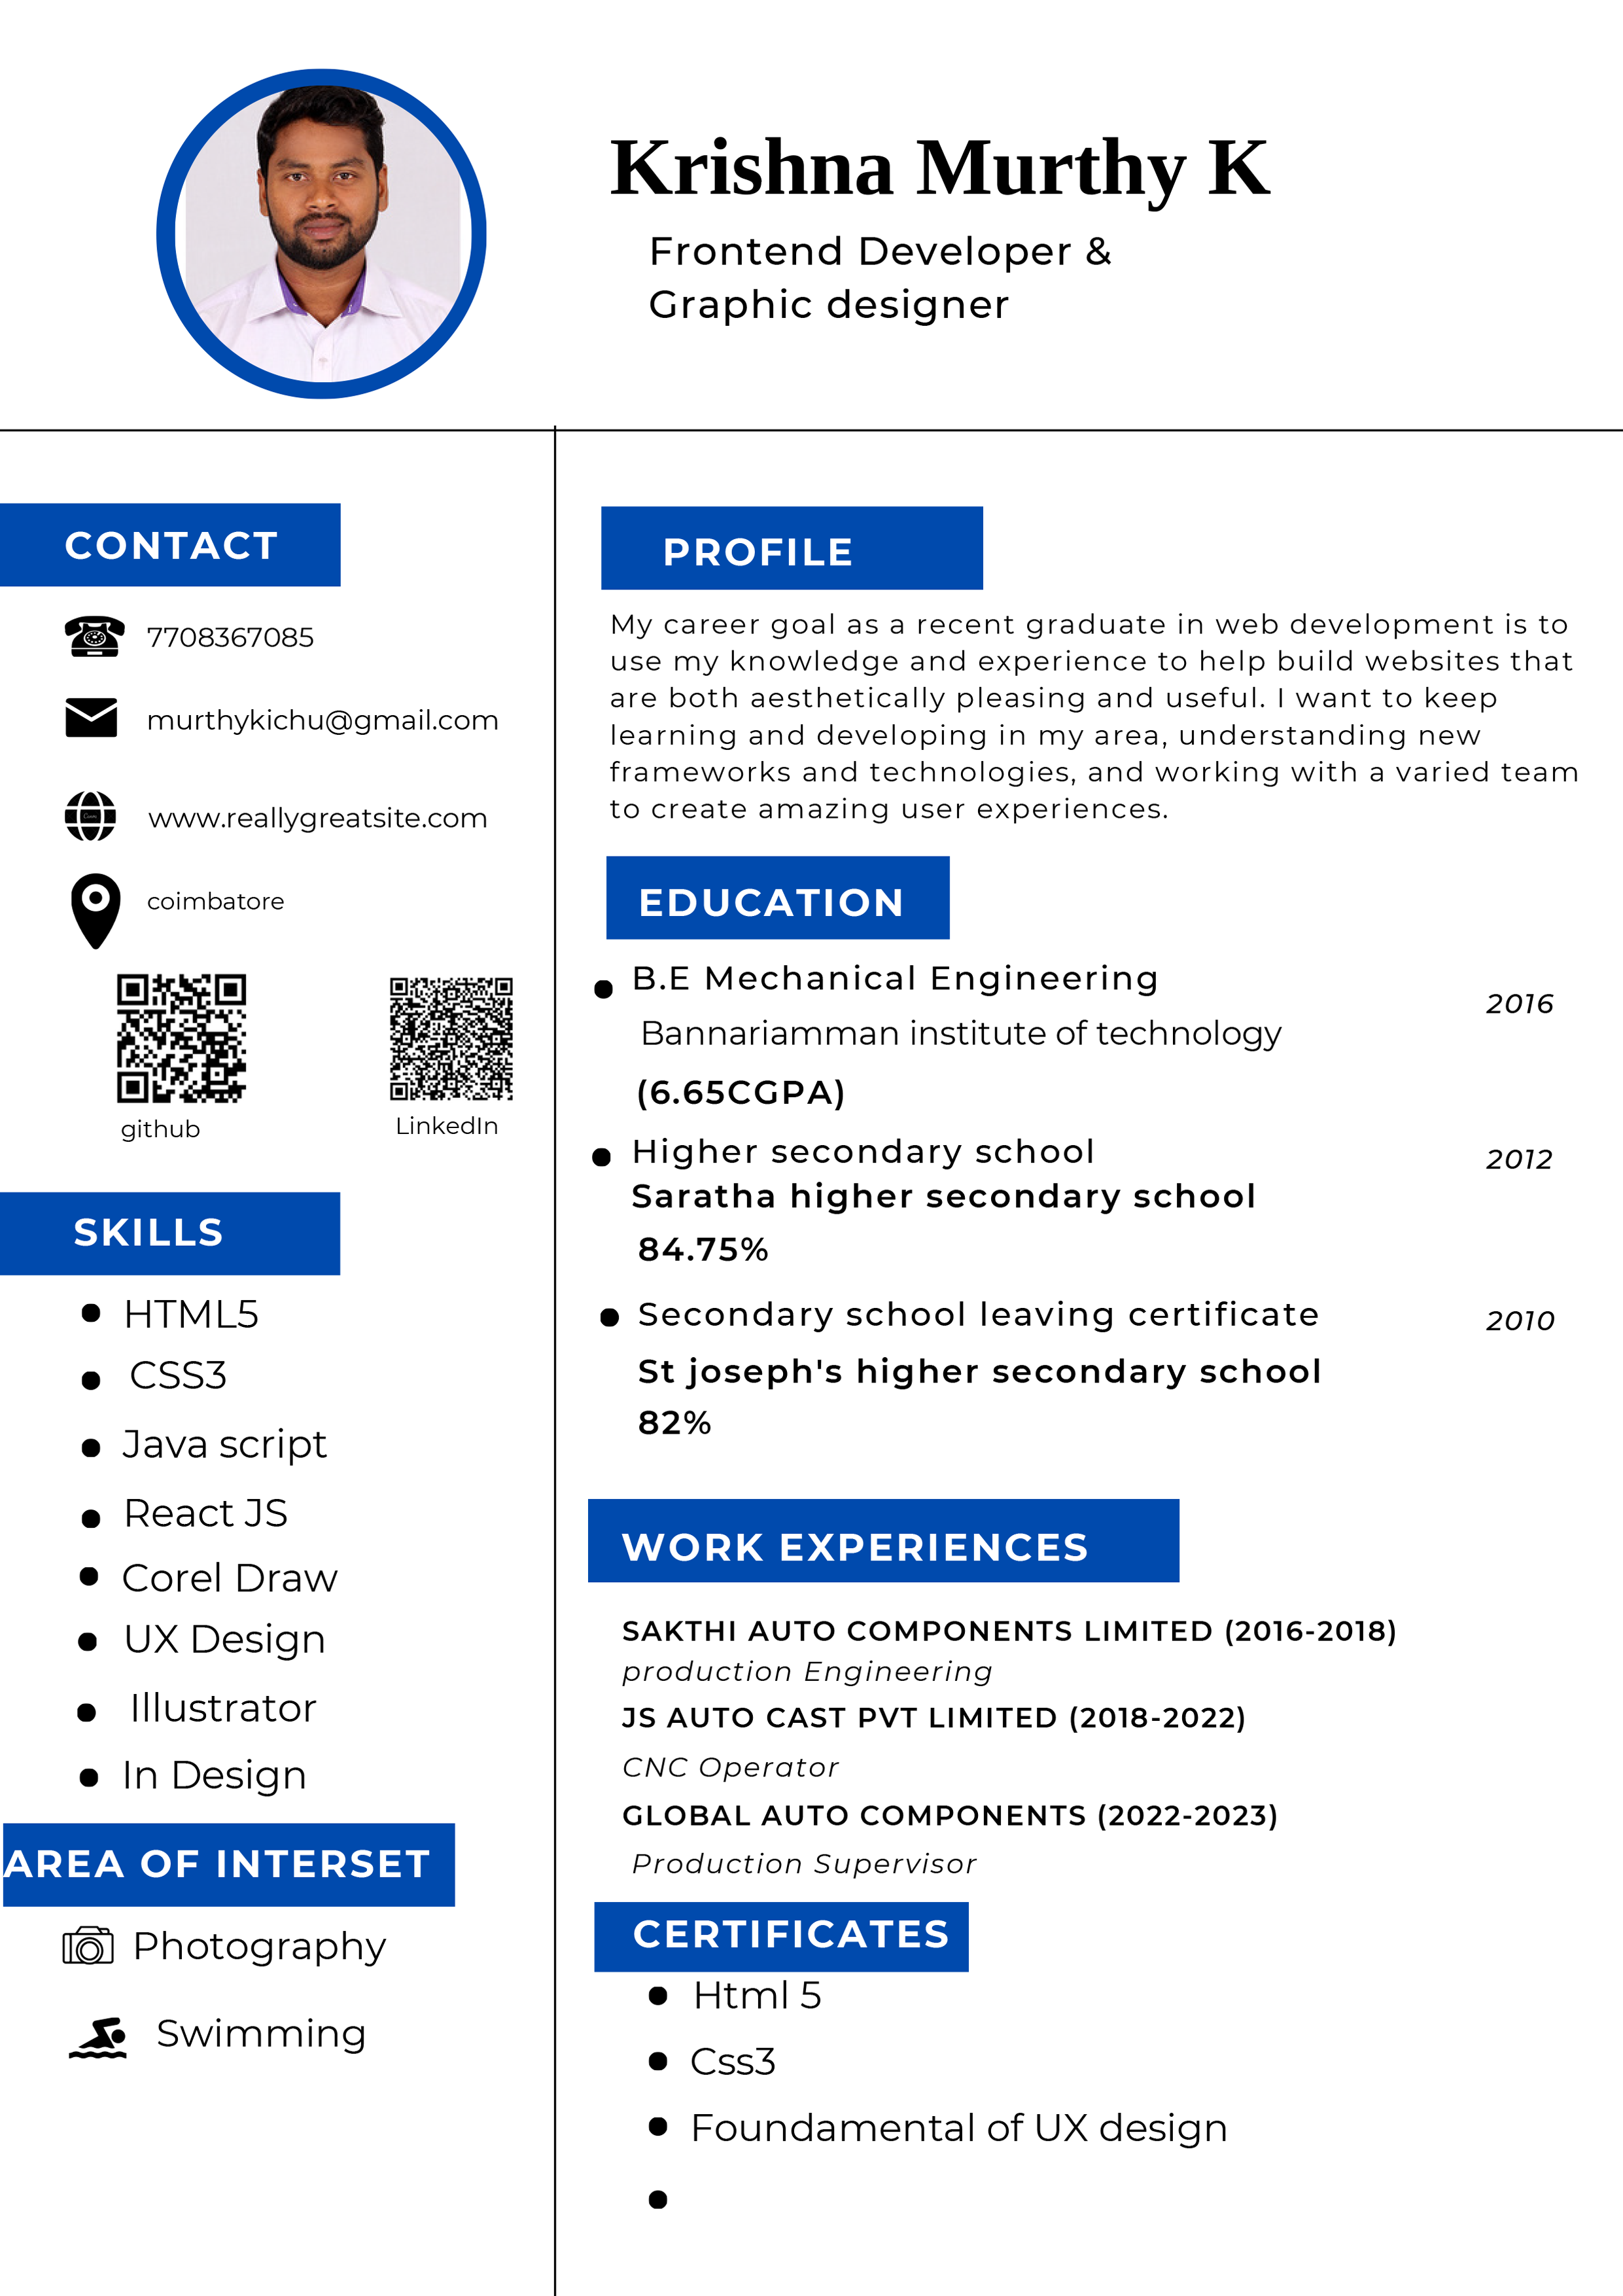 Krishna Murthy K
Frontend Developer &
Graphic designer
CONTACT
7708367085
murthykichu@gmail.com
www.reallygreatsite.com
coimbatore
github
LinkedIn
SKILLS
HTML5
CSS3
Java script
React JS
Corel Draw
UX Design
Illustrator
In Design
AREA OF INTERSET
Photography
Swimming
PROFILE
My career goal as a recent graduate in web development is to
use my knowledge and experience to help build websites that
are both aesthetically pleasing and useful. I want to keep
learning and developing in my area, understanding new
frameworks and technologies, and working with a varied team
to create amazing user experiences.
EDUCATION
B.E Mechanical Engineering
2016
Bannariamman institute of technology
(6.65CGPA)
Higher secondary school
2012
Saratha higher secondary school
84.75%
Secondary school leaving certificate
2010
St joseph's higher secondary school
82%
WORK EXPERIENCES
SAKTHI AUTO COMPONENTS LIMITED (2016-2018)
production Engineering
JS AUTO CAST PVT LIMITED (2018-2022)
CNC Operator
GLOBAL AUTO COMPONENTS (2022-2023)
Production Supervisor
CERTIFICATES
Html 5
Css3
Foundamental of UX design